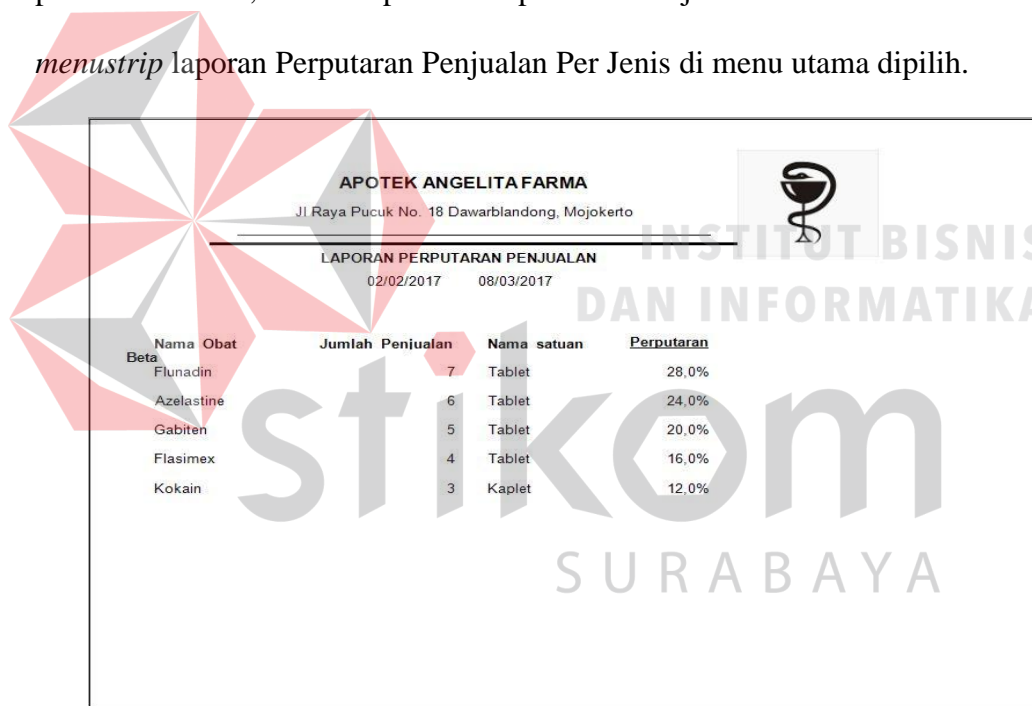 menustrip laporan Perputaran Penjualan Per Jenis di menu utama dipilih.
APOTEK ANGELITA FARMA
Jl Raya Pucuk No. 18 Dawarblandong, Mojokerto
INSTITUT BISNIS
LAPORAN PERPUTARAN PENJUALAN
02/02/2017 08/03/2017
DAN INFORMATIKA
Nama Obat Jumlah Penjualan Nama satuan Perputaran
Beta
Flunadin 7 Tablet 28,0%
Azelastine 6 Tablet 24,0%
Gabiten 5 Tablet 20,0%
Flasimex 4 Tablet 16,0%
Kokain 3 Kaplet 12,0%
stikom
SURABAYA